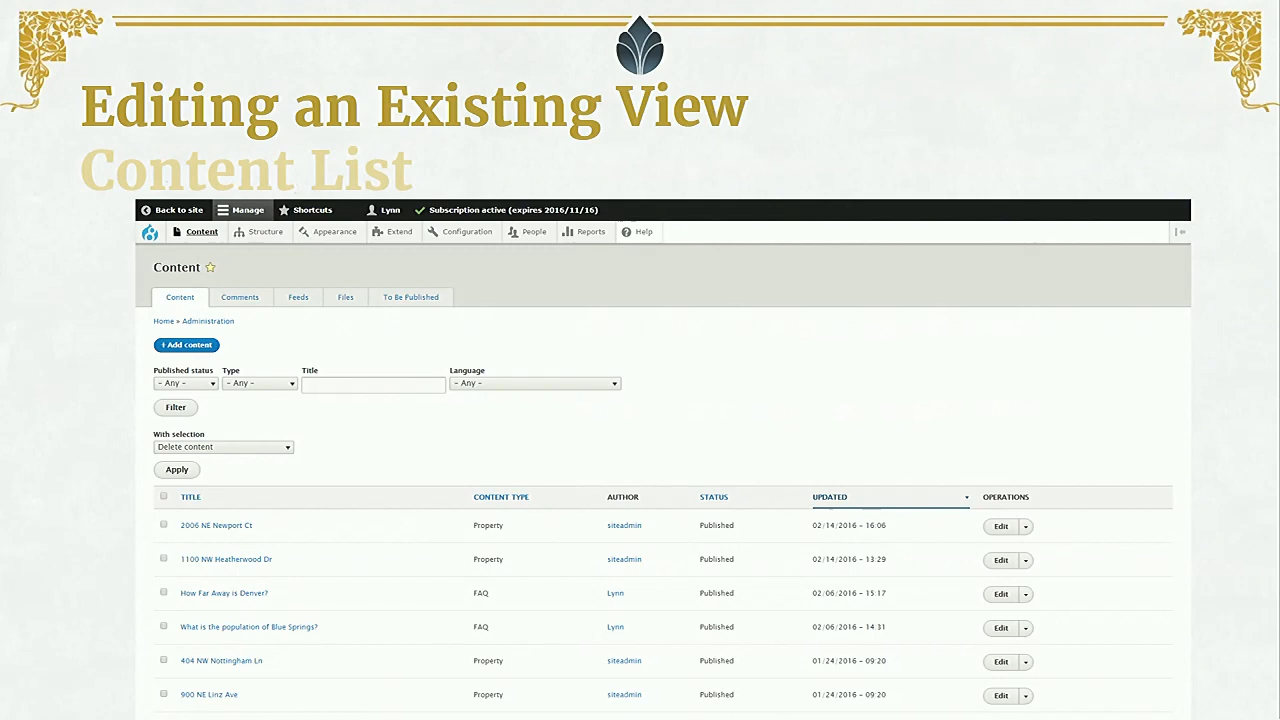 Editing an Existing View
Content List
Back to site Manage Shortcuts Lynn Subscription active (expires 2016/11/16)
Content Structure Appearance Extend Configuration People Reports Help
Content
Content Comments Feeds Files To Be Published
Home » Administration
+ Add content
Published status Type Title Language
- Any - - Any - - Any -
Filter
With selection
Delete content
Apply
TITLE CONTENT TYPE AUTHOR STATUS UPDATED OPERATIONS
2006 NE Newport Ct Property siteadmin Published 02/14/2016 - 16:06 Edit
1100 NW Heatherwood Dr Property siteadmin Published 02/14/2016 - 13:29 Edit
How Far Away is Denver? FAQ Lynn Published 02/06/2016 - 15:17 Edit
What is the population of Blue Springs? FAQ Lynn Published 02/06/2016 - 14:31 Edit
404 NW Nottingham Ln Property siteadmin Published 01/24/2016 - 09:20 Edit
900 NE Linz Ave Property siteadmin Published 01/24/2016 - 09:20 Edit